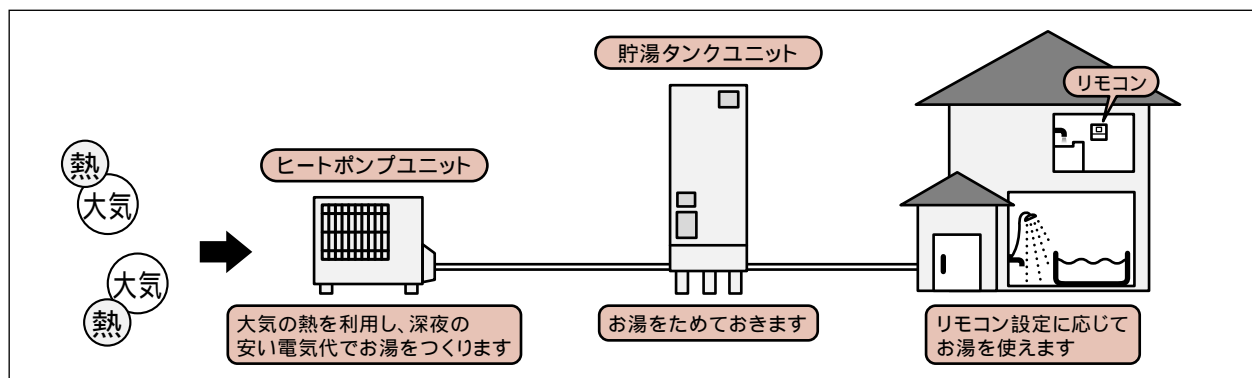 熱
大気
大気
熱
ヒートポンプユニット
大気の熱を利用し、深夜の
安い電気代でお湯をつくります
貯湯タンクユニット
お湯をためておきます
リモコン
リモコン設定に応じて
お湯を使えます